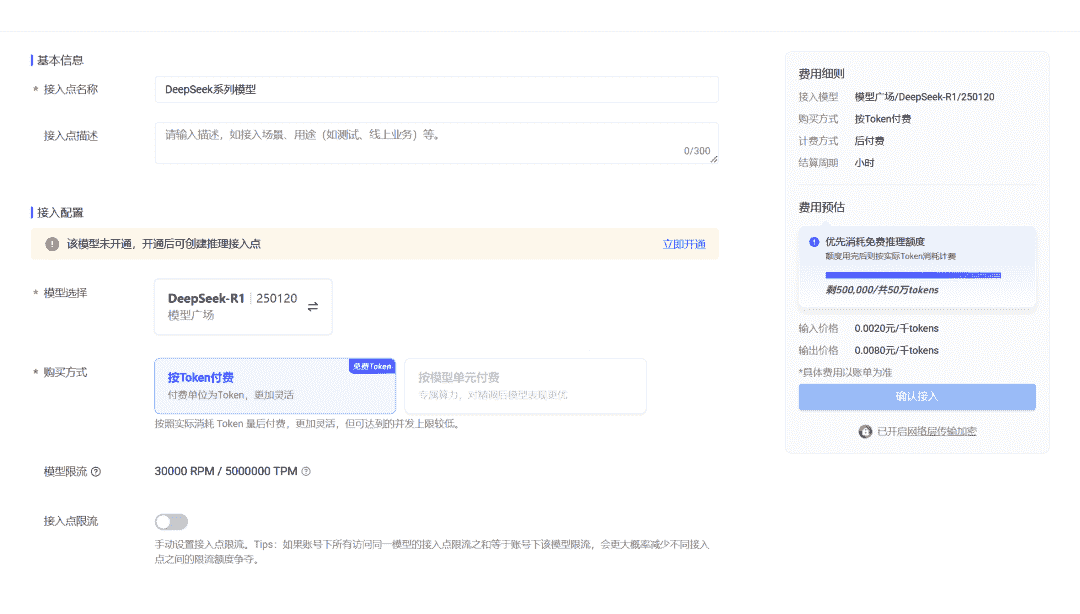 基本信息
* 接入点名称 DeepSeek系列模型
接入点描述 请输入描述，如接入场景、用途（如测试、线上业务）等。
0/300
接入配置
该模型未开通，开通后可创建推理接入点 立即开通
* 模型选择 DeepSeek-R1 | 250120
模型广场
* 购买方式 按Token付费 免费Token
付费单位为Token，更加灵活
按模型单元付费
专属算力，对精调后模型表现更优
按照实际消耗 Token 量后付费，更加灵活，但可达到的并发上限较低。
模型限流 30000 RPM / 5000000 TPM
接入点限流
手动设置接入点限流。Tips：如果账号下所有访问同一模型的接入点限流之和等于账号下该模型限流，会更大概率减少不同接入
点之间的限流额度争夺。
费用细则
接入模型 模型广场/DeepSeek-R1/250120
购买方式 按Token付费
计费方式 后付费
结算周期 小时
费用预估
优先消耗免费推理额度
额度用完后则按实际Token消耗计费
剩500,000/共50万tokens
输入价格 0.0020元/千tokens
输出价格 0.0080元/千tokens
*具体费用以账单为准
确认接入
已开启网络层传输加密